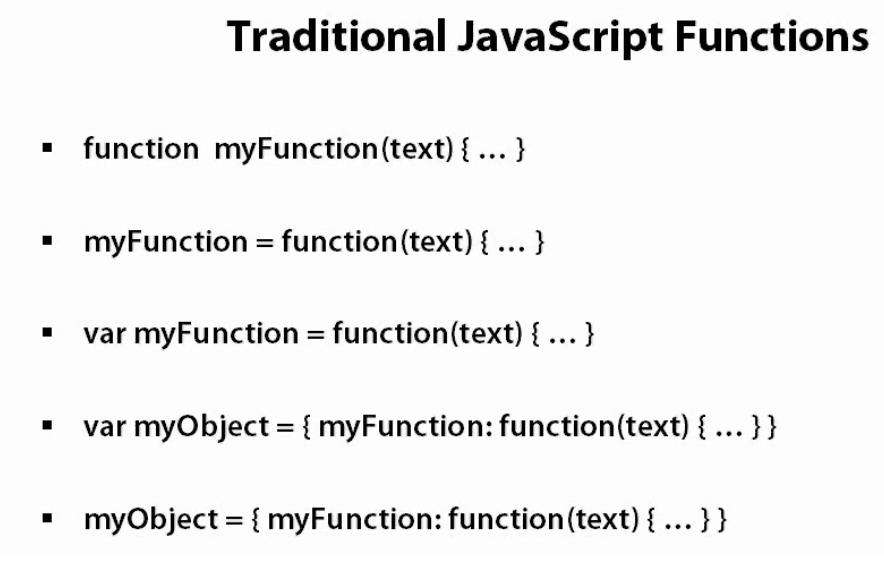 Traditional JavaScript Functions
▪ function myFunction(text) { ... }
▪ myFunction = function(text) { ... }
▪ var myFunction = function(text) { ... }
▪ var myObject = { myFunction: function(text) { ... } }
▪ myObject = { myFunction: function(text) { ... } }